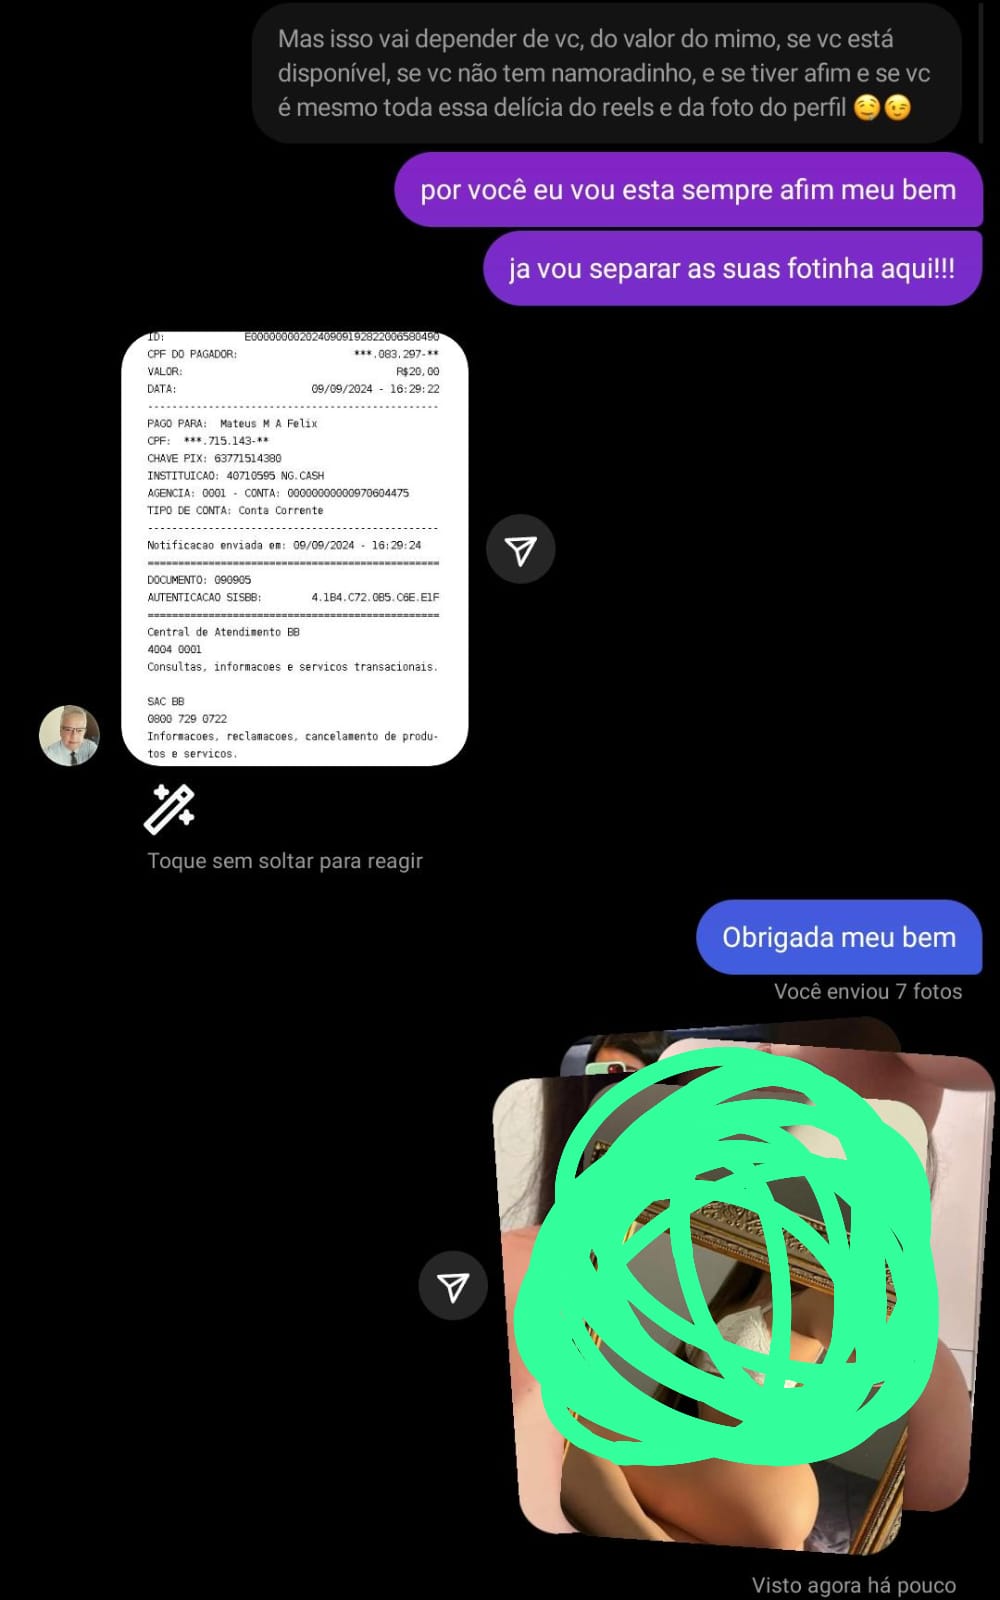 Mas isso vai depender de vc, do valor do mimo, se vc está
disponível, se vc não tem namoradinho, e se tiver afim e se vc
é mesmo toda essa delícia do reels e da foto do perfil 🤤😉
por você eu vou esta sempre afim meu bem
ja vou separar as suas fotinha aqui!!!
ID: E0000000020240909192822006580490
CPF DO PAGADOR: ***.083.297-**
VALOR: R$20,00
DATA: 09/09/2024 - 16:29:22
PAGO PARA: Mateus M A Felix
CPF: ***.715.143-**
CHAVE PIX: 63771514380
INSTITUICAO: 40710595 NG.CASH
AGENCIA: 0001 - CONTA: 00000000000970604475
TIPO DE CONTA: Conta Corrente
Notificacao enviada em: 09/09/2024 - 16:29:24
DOCUMENTO: 090905
AUTENTICACAO SISBB: 4.1B4.C72.0B5.C6E.E1F
Central de Atendimento BB
4004 0001
Consultas, informacoes e servicos transacionais.
SAC BB
0800 729 0722
Informacoes, reclamacoes, cancelamento de produ-
tos e servicos.
Toque sem soltar para reagir
Obrigada meu bem
Você enviou 7 fotos
Visto agora há pouco